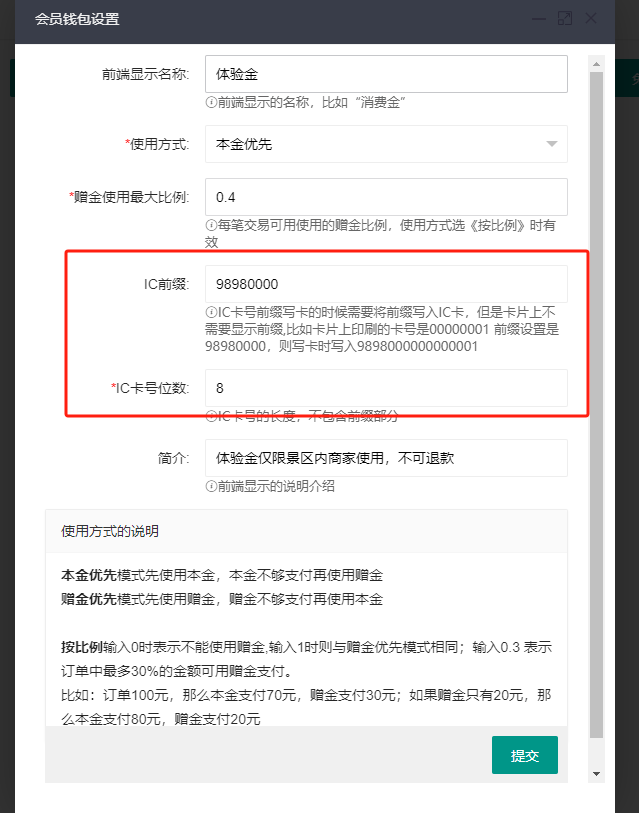 会员钱包设置
前端显示名称:
体验金
前端显示的名称，比如“消费金”
*使用方式:
本金优先
*赠金使用最大比例:
0.4
每笔交易可用使用的赠金比例，使用方式选《按比例》时有
效
IC前缀:
98980000
IC卡号前缀写卡的时候需要将前缀写入IC卡，但是卡片上不
需要显示前缀,比如卡片上印刷的卡号是00000001 前缀设置是
98980000，则写卡时写入9898000000000001
*IC卡号位数:
8
IC卡号的长度，不包含前缀部分
简介:
体验金仅限景区内商家使用，不可退款
前端显示的说明介绍
使用方式的说明
本金优先模式先使用本金，本金不够支付再使用赠金
赠金优先模式先使用赠金，赠金不够支付再使用本金
按比例输入0时表示不能使用赠金,输入1时则与赠金优先模式相同；输入0.3 表示
订单中最多30%的金额可用赠金支付。
比如：订单100元，那么本金支付70元，赠金支付30元；如果赠金只有20元，那
么本金支付80元，赠金支付20元
提交